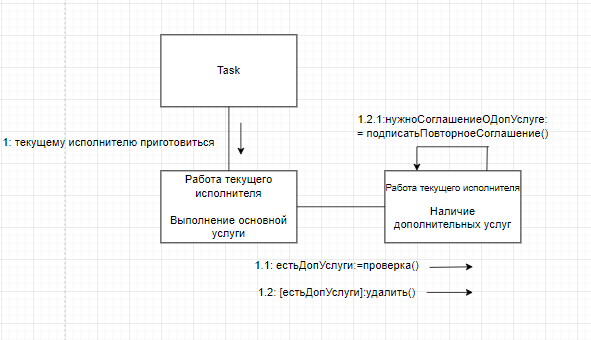 Task
1.2.1:нужноСоглашениеОДопУслуге:
= подписатьПовторноеСоглашение()
1: текущему исполнителю приготовиться
Работа текущего
исполнителя
Выполнение основной
услуги
Работа текущего исполнителя
Наличие
дополнительных услуг
1.1: естьДопУслуги:=проверка()
1.2: [естьДопУслуги]:удалить()